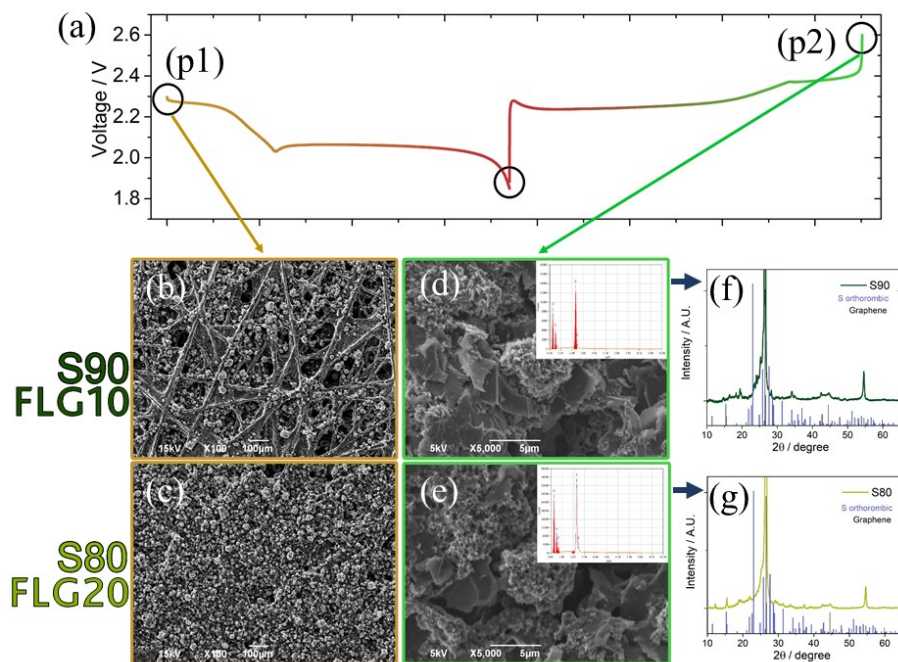 (a)
(p1)
(p2)
2.6
2.4
2.2
2.0
1.8
Voltage / V
S90
FLG10
(b)
15kV X100 100µm
(d)
5kV X5,000 5µm
(f)
S90
S orthorombic
Graphene
Intensity / A.U.
10 20 30 40 50 60
2θ / degree
S80
FLG20
(c)
15kV X100 100µm
(e)
5kV X5,000 5µm
(g)
S80
S orthorombic
Graphene
Intensity / A.U.
10 20 30 40 50 60
2θ / degree